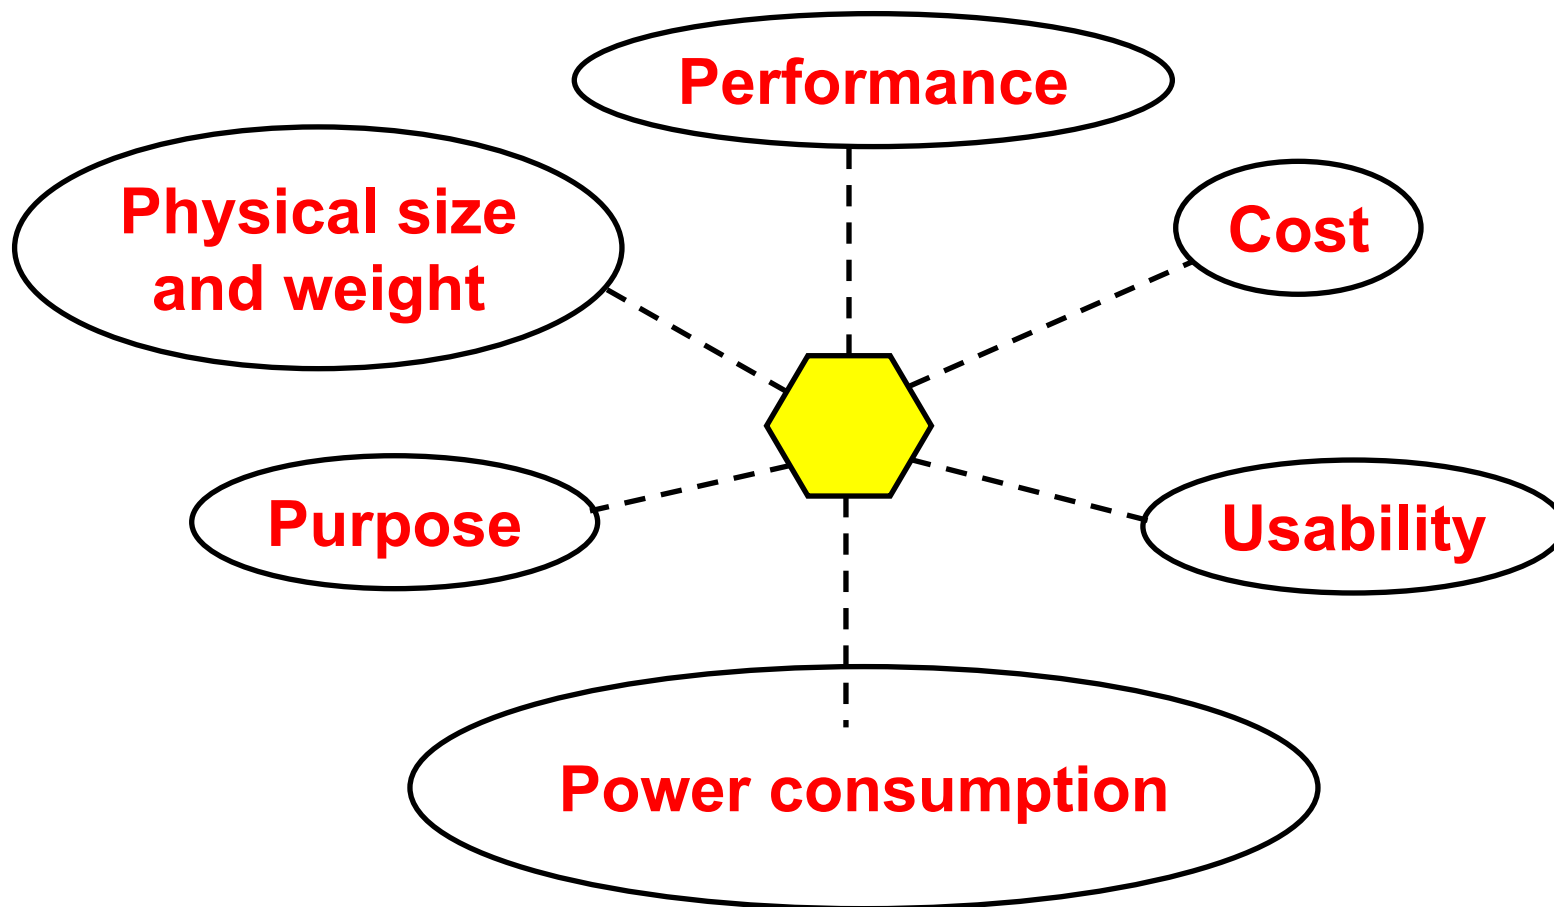 Performance
Physical size
and weight
Cost
Purpose
Usability
Power consumption